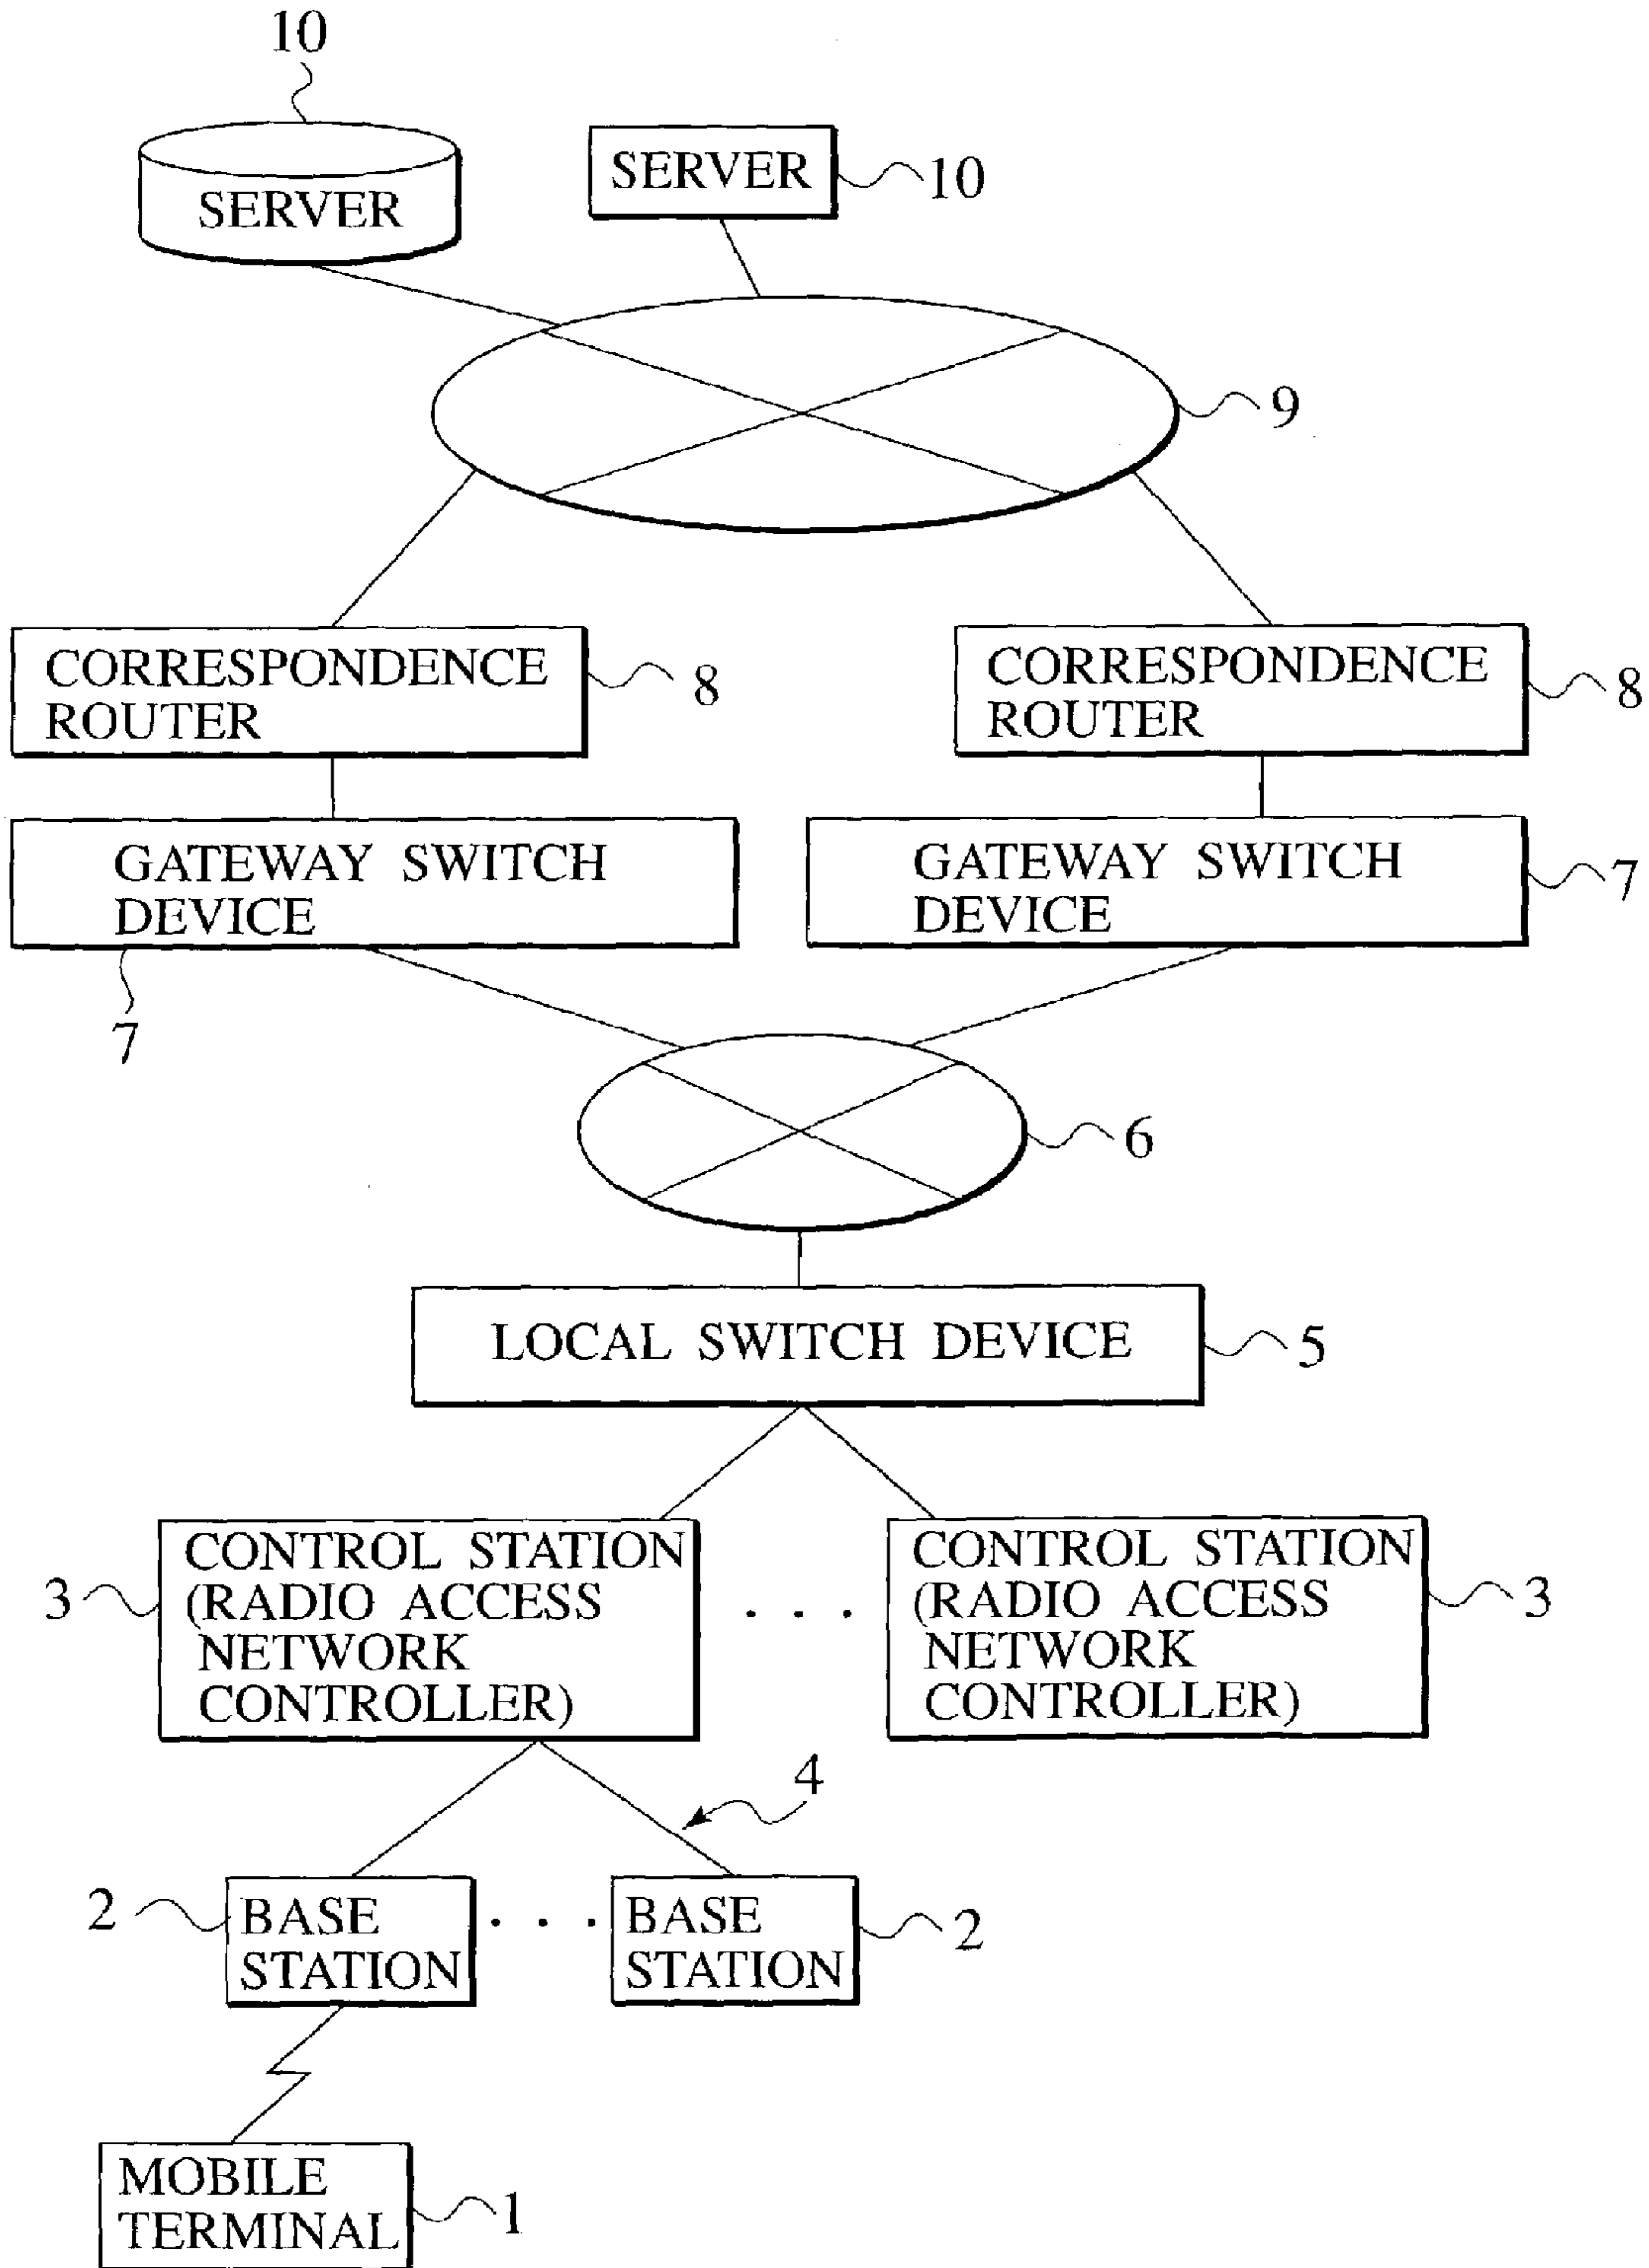 10
SERVER
SERVER
10
9
CORRESPONDENCE
ROUTER
8
CORRESPONDENCE
ROUTER
8
GATEWAY SWITCH
DEVICE
7
GATEWAY SWITCH
DEVICE
7
6
LOCAL SWITCH DEVICE
5
3
CONTROL STATION
(RADIO ACCESS
NETWORK
CONTROLLER)
. . .
CONTROL STATION
(RADIO ACCESS
NETWORK
CONTROLLER)
3
4
2
BASE
STATION
. . .
BASE
STATION
2
MOBILE
TERMINAL
1